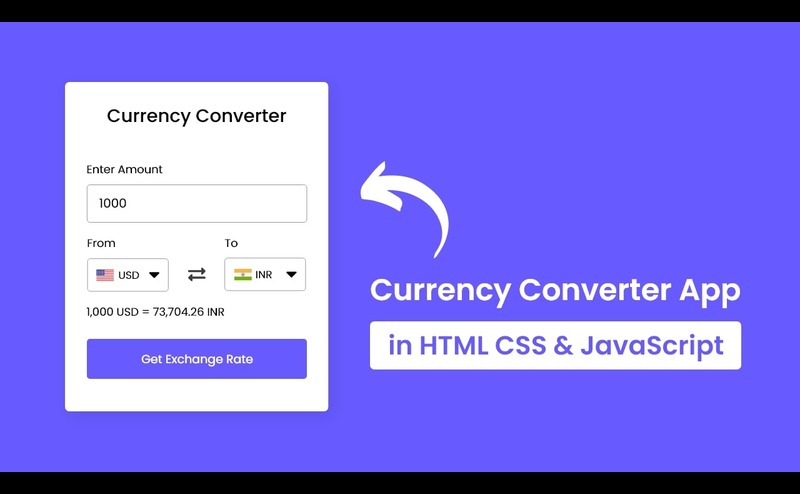 Currency Converter
Enter Amount
1000
From To
USD INR
1,000 USD = 73,704.26 INR
Get Exchange Rate
Currency Converter App
in HTML CSS & JavaScript